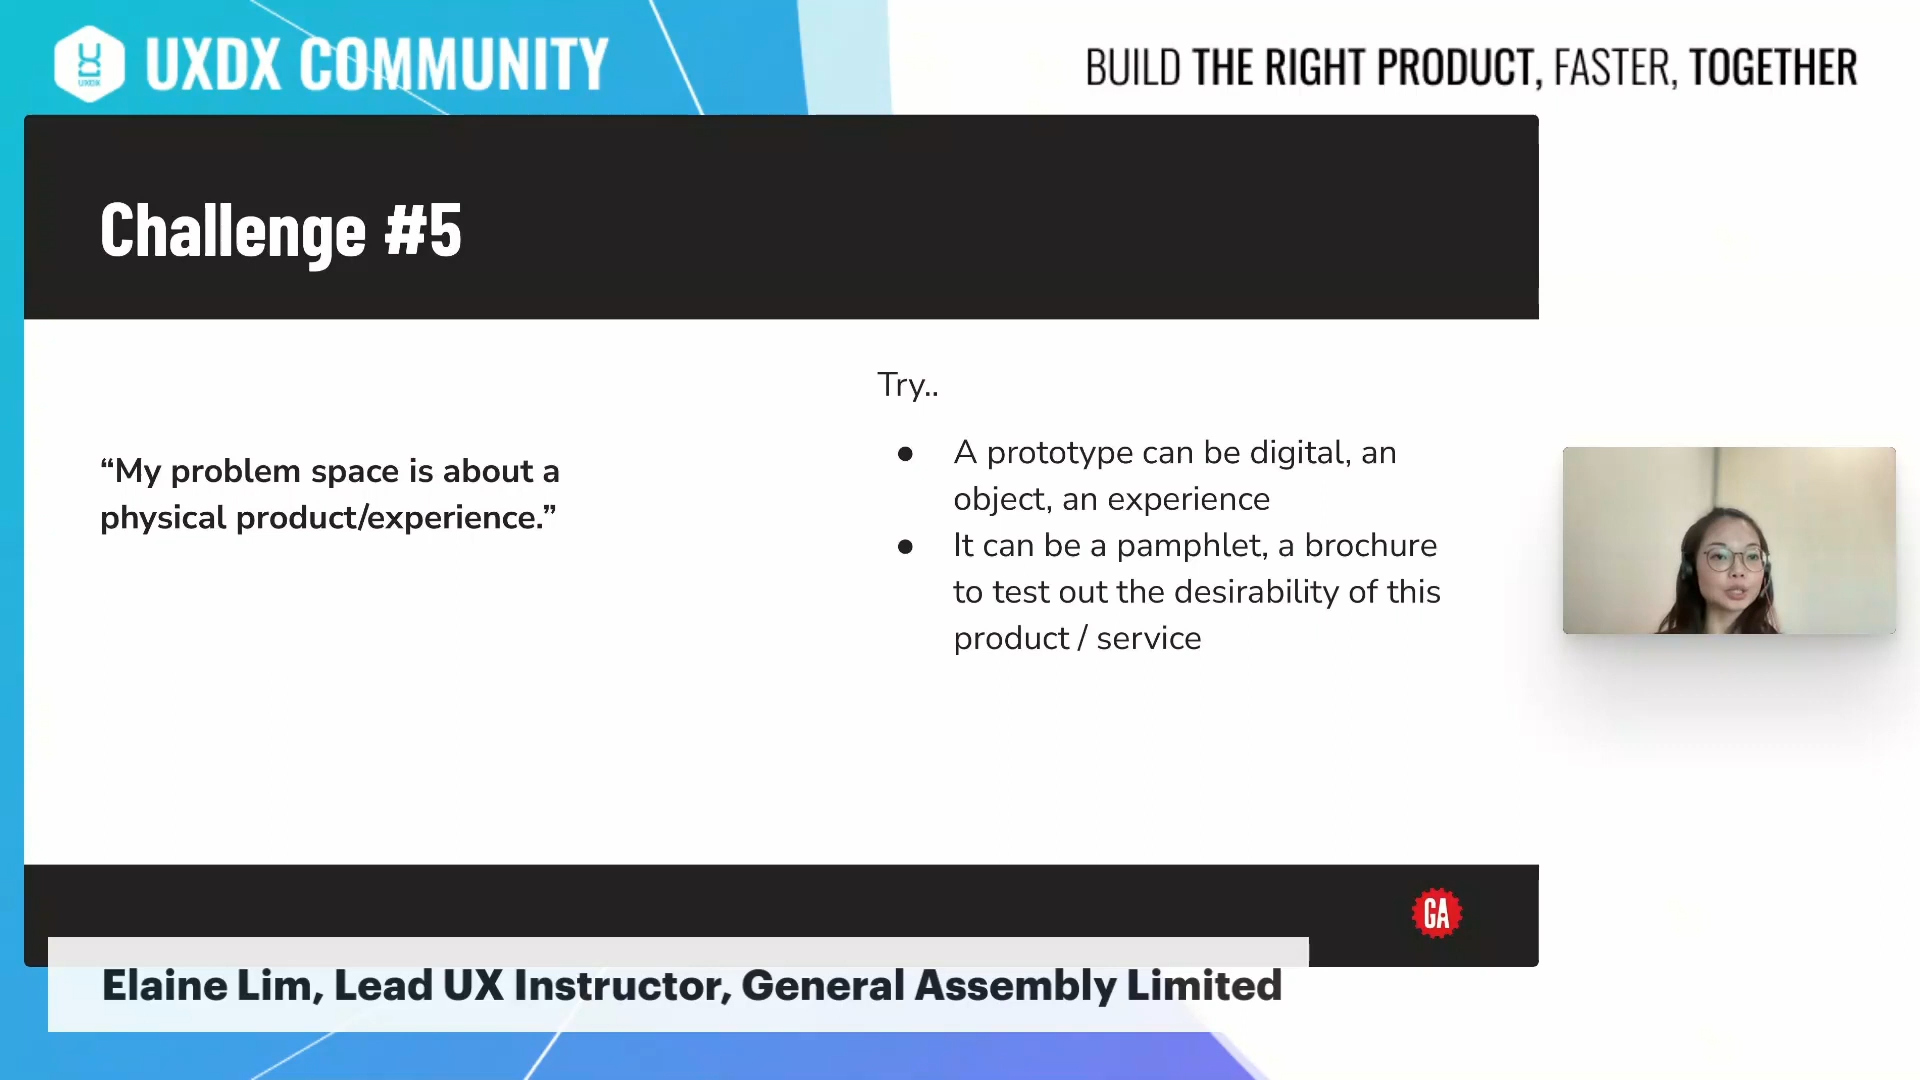 UXDX
UXDX COMMUNITY
BUILD THE RIGHT PRODUCT, FASTER, TOGETHER
Challenge #5
“My problem space is about a
physical product/experience.”
Try..
● A prototype can be digital, an
object, an experience
● It can be a pamphlet, a brochure
to test out the desirability of this
product / service
GA
Elaine Lim, Lead UX Instructor, General Assembly Limited